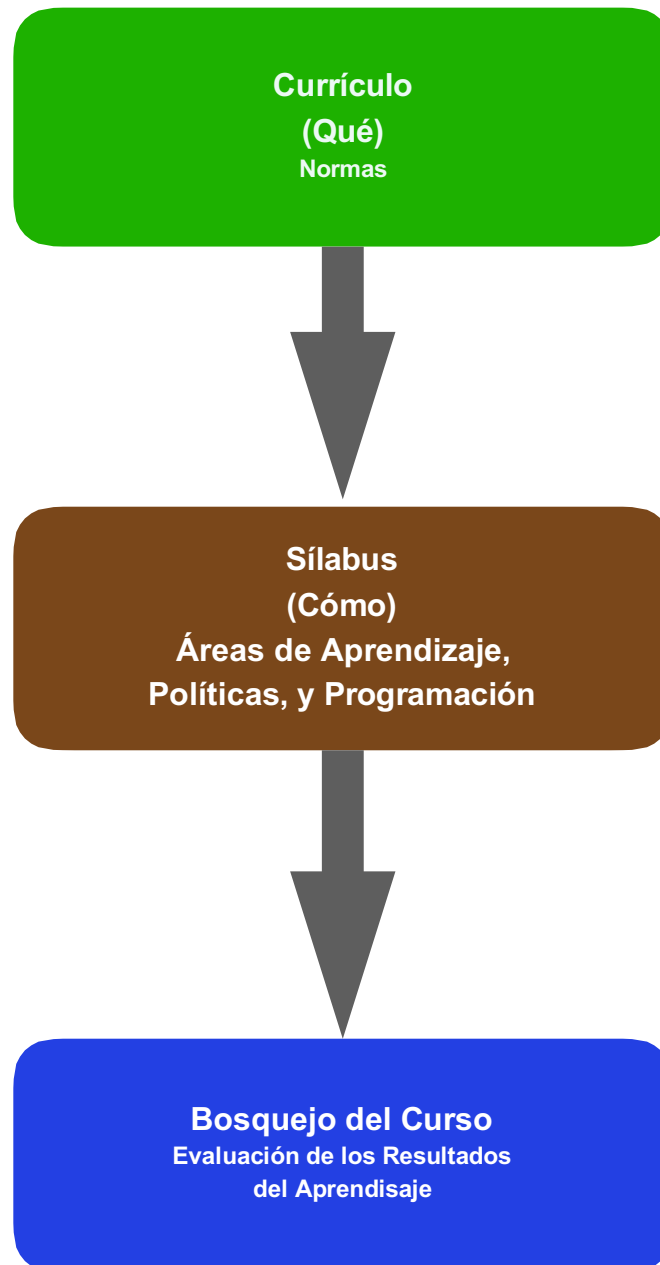 Currículo
(Qué)
Normas
Sílabus
(Cómo)
Áreas de Aprendizaje,
Políticas, y Programación
Bosquejo del Curso
Evaluación de los Resultados
del Aprendisaje